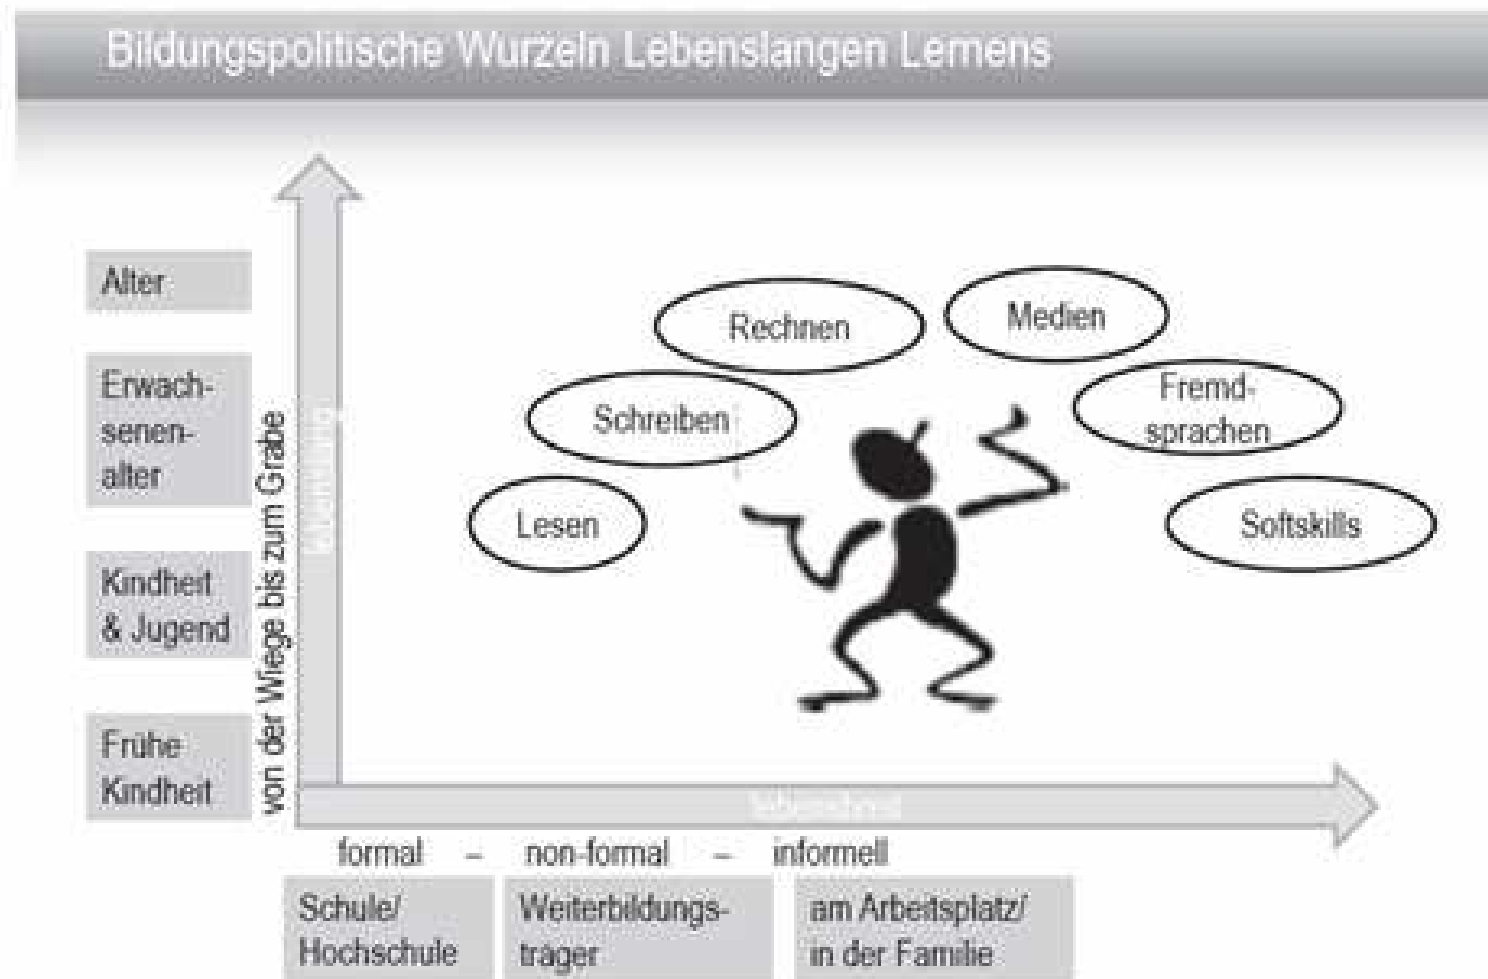 Bildungspolitische Wurzeln Lebenslangen Lernens
Alter
Erwach-
senen-
alter
Kindheit
& Jugend
Frühe
Kindheit
von der Wiege bis zum Grabe
Rechnen
Medien
Schreiben
Fremd-
sprachen
Lesen
Softskills
formal – non-formal – informell
Schule/
Hochschule
Weiterbildungs-
träger
am Arbeitsplatz/
in der Familie